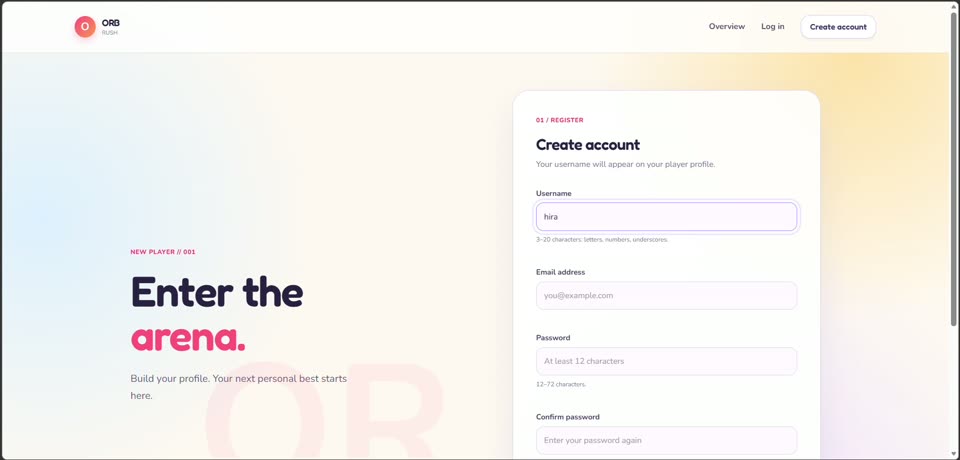 O
ORB
RUSH
Overview
Log in
Create account
NEW PLAYER // 001
Enter the
arena.
Build your profile. Your next personal best starts
here.
OR
01 / REGISTER
Create account
Your username will appear on your player profile.
Username
hira
3–20 characters: letters, numbers, underscores.
Email address
you@example.com
Password
At least 12 characters
12–72 characters.
Confirm password
Enter your password again